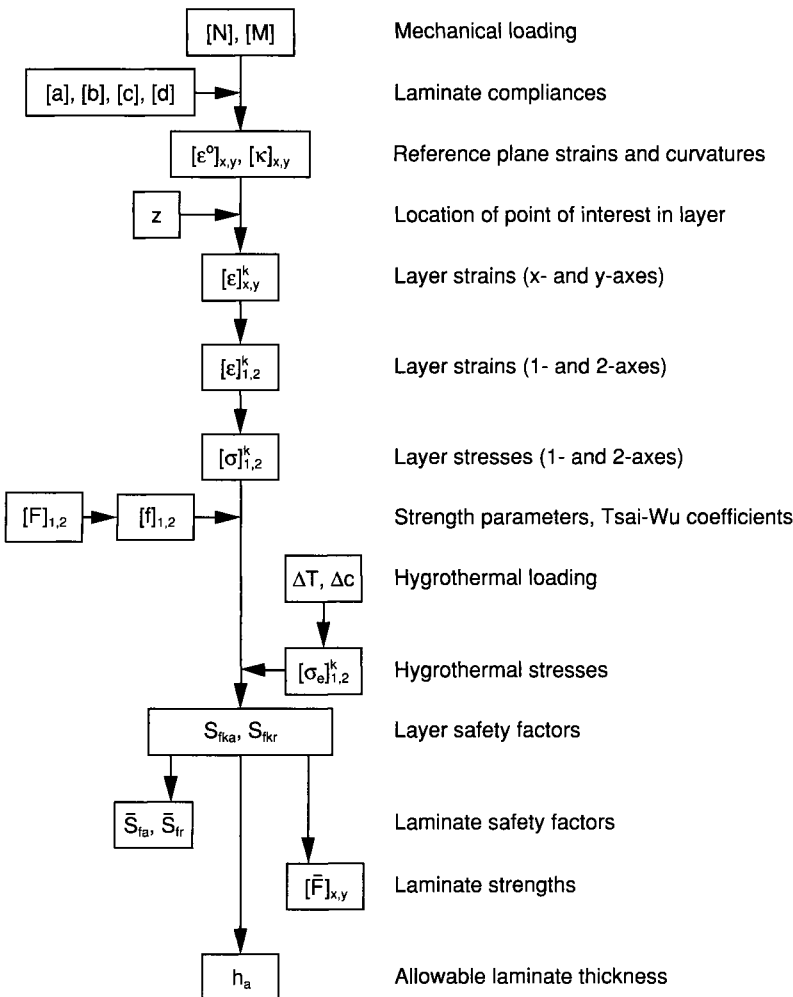 [N], [M] Mechanical loading
[a], [b], [c], [d] Laminate compliances
[εº]x,y, [κ]x,y Reference plane strains and curvatures
z Location of point of interest in layer
[ε]ᵏx,y Layer strains (x- and y-axes)
[ε]ᵏ1,2 Layer strains (1- and 2-axes)
[σ]ᵏ1,2 Layer stresses (1- and 2-axes)
[F]1,2 [f]1,2 Strength parameters, Tsai-Wu coefficients
ΔT, Δc Hygrothermal loading
[σe]ᵏ1,2 Hygrothermal stresses
Sfka, Sfkr Layer safety factors
S̄fa, S̄fr Laminate safety factors
[F̄]x,y Laminate strengths
ha Allowable laminate thickness